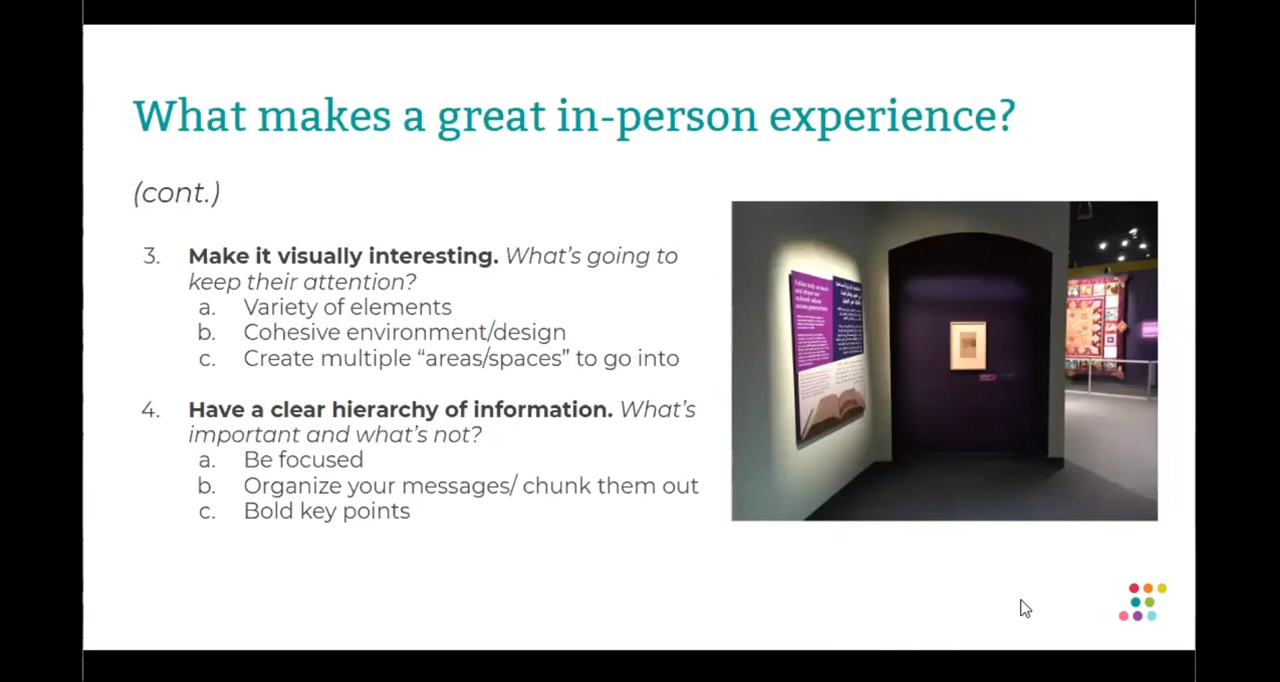 What makes a great in-person experience?
(cont.)
3. Make it visually interesting. What's going to
keep their attention?
a. Variety of elements
b. Cohesive environment/design
c. Create multiple “areas/spaces” to go into
4. Have a clear hierarchy of information. What's
important and what's not?
a. Be focused
b. Organize your messages/ chunk them out
c. Bold key points